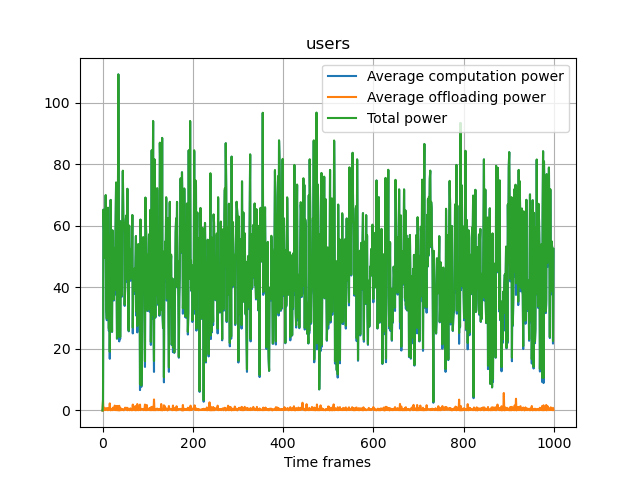 users
Average computation power
Average offloading power
Total power
100
80
60
40
20
0
0 200 400 600 800 1000
Time frames